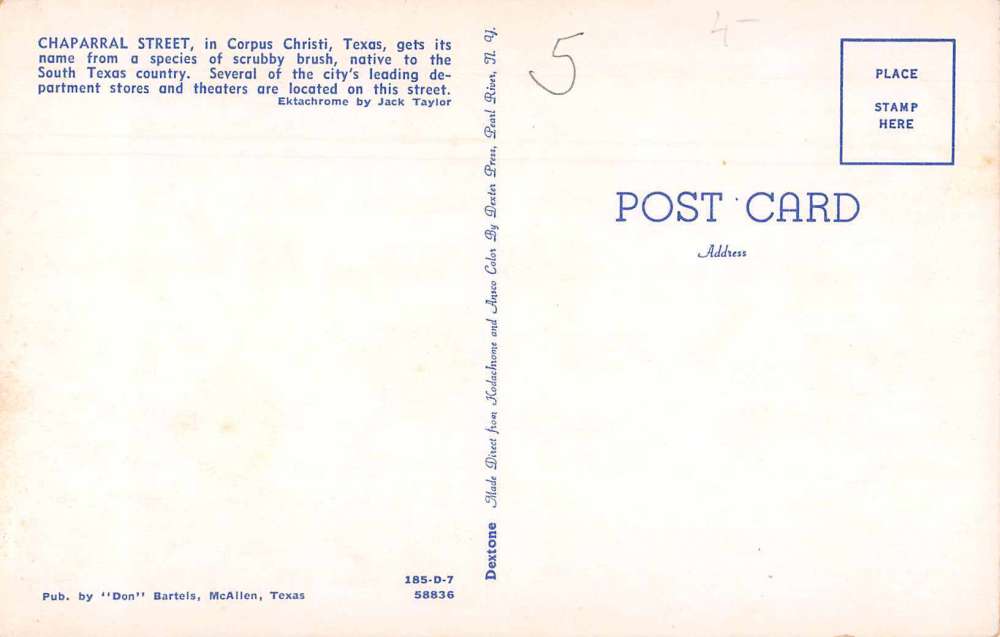 CHAPARRAL STREET, in Corpus Christi, Texas, gets its
name from a species of scrubby brush, native to the
South Texas country. Several of the city's leading de-
partment stores and theaters are located on this street.
Ektachrome by Jack Taylor
Pub. by "Don" Bartels, McAllen, Texas
185-D-7
58836
Dextone Made Direct from Kodachrome and Ansco Color By Dexter Press, Pearl River, N. Y.
5
PLACE
STAMP
HERE
POST CARD
Address